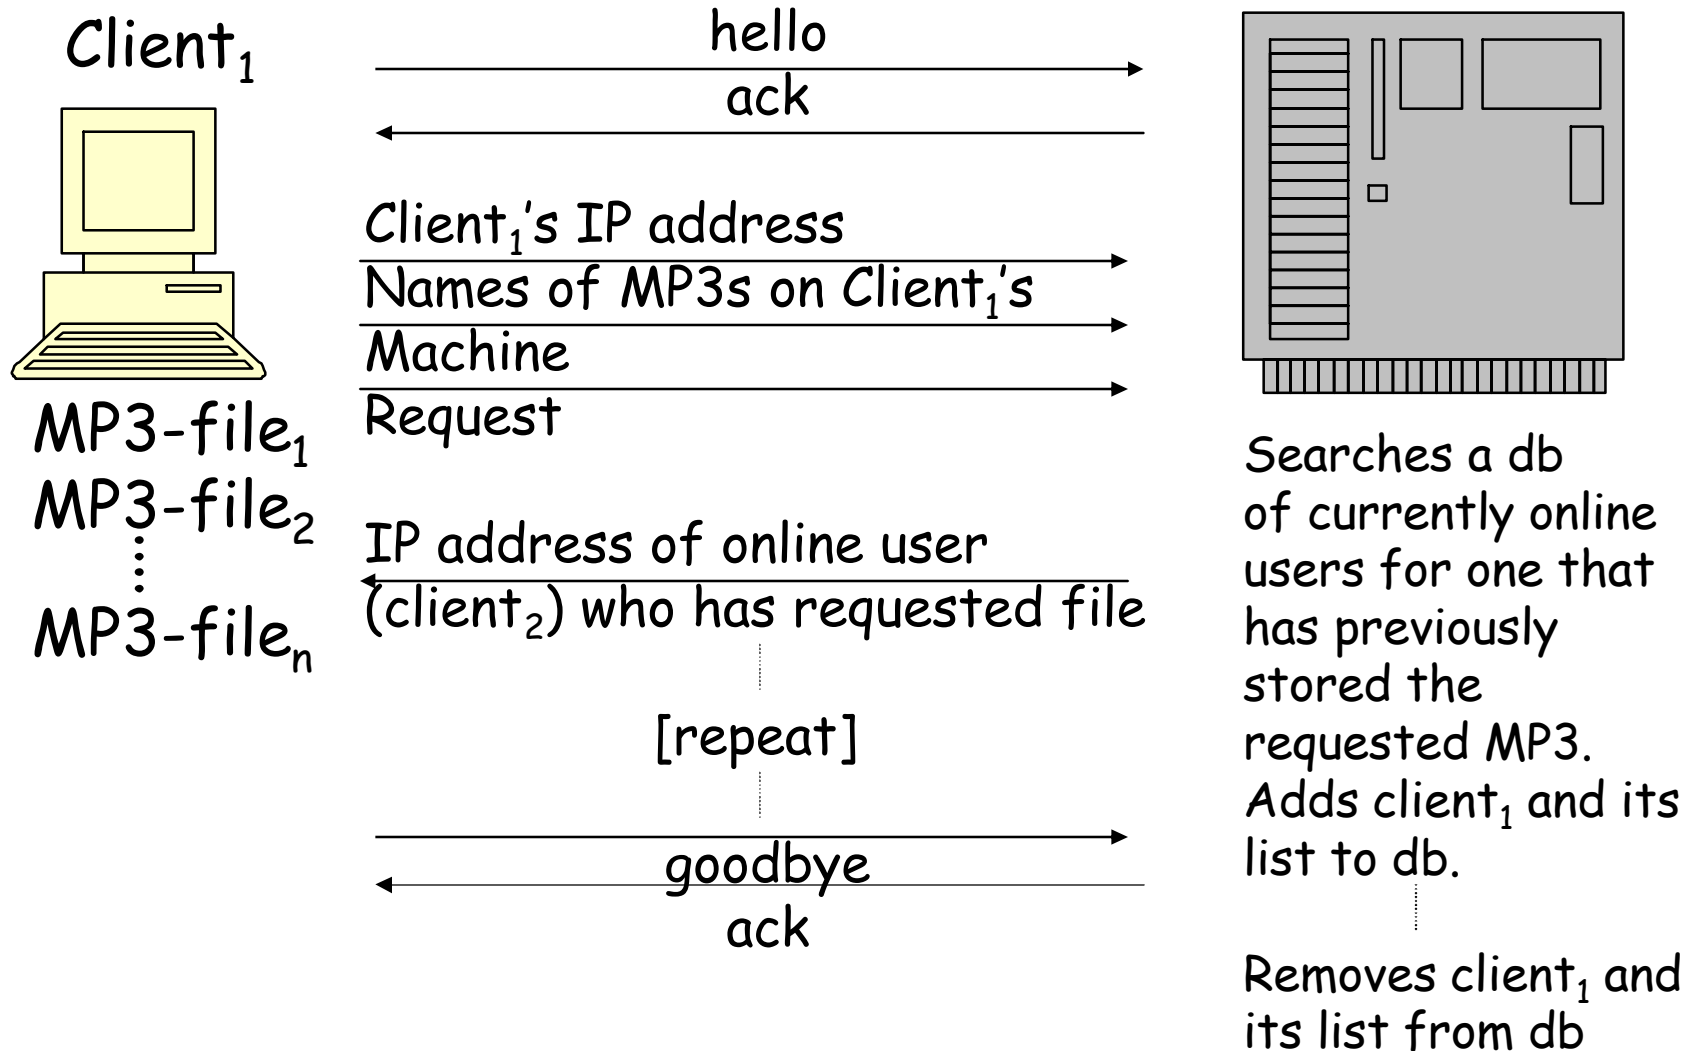 Client₁
hello
ack
Client₁'s IP address
Names of MP3s on Client₁'s
Machine
Request
MP3-file₁
MP3-file₂
MP3-fileₙ
IP address of online user
(client₂) who has requested file
[repeat]
goodbye
ack
Searches a db
of currently online
users for one that
has previously
stored the
requested MP3.
Adds client₁ and its
list to db.
Removes client₁ and
its list from db